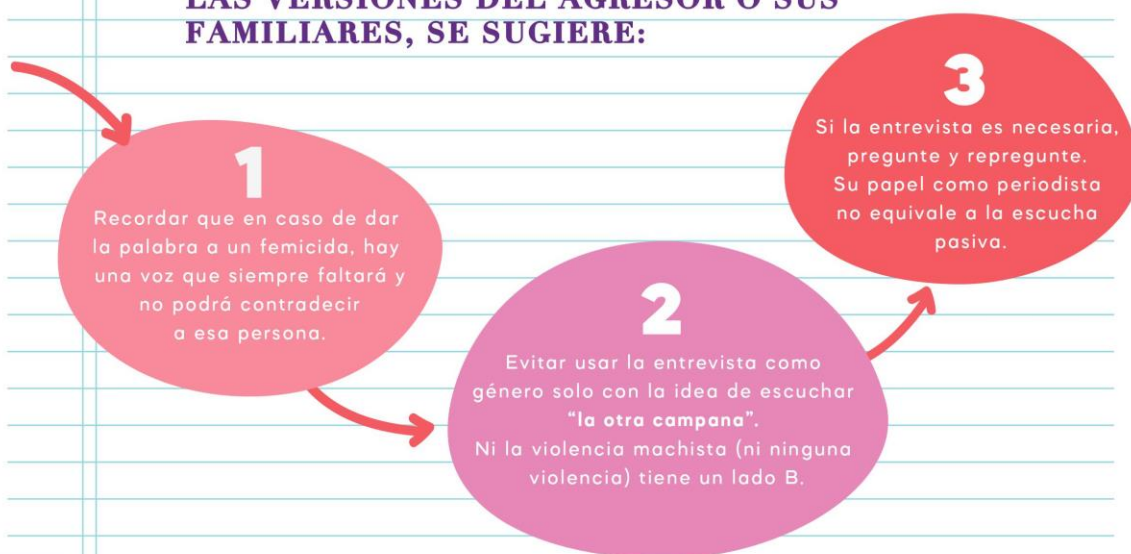 LAS VERSIONES DEL AGRESOR O SUS
FAMILIARES, SE SUGIERE:
1
Recordar que en caso de dar
la palabra a un femicida, hay
una voz que siempre faltará y
no podrá contradecir
a esa persona.
2
Evitar usar la entrevista como
género solo con la idea de escuchar
“la otra campana”.
Ni la violencia machista (ni ninguna
violencia) tiene un lado B.
3
Si la entrevista es necesaria,
pregunte y repregunte.
Su papel como periodista
no equivale a la escucha
pasiva.